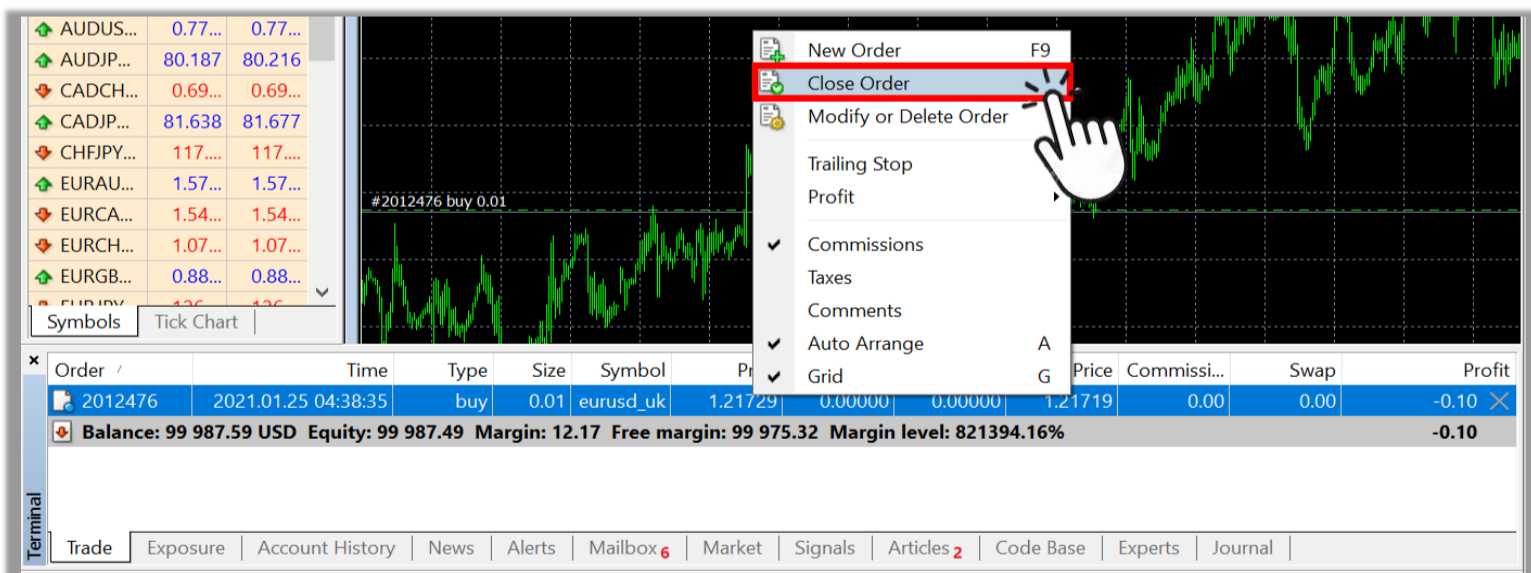 AUDUS... 0.77... 0.77...
AUDJP... 80.187 80.216
CADCH... 0.69... 0.69...
CADJP... 81.638 81.677
CHFJPY... 117.... 117....
EURAU... 1.57... 1.57...
EURCA... 1.54... 1.54...
EURCH... 1.07... 1.07...
EURGB... 0.88... 0.88...
Symbols Tick Chart
#2012476 buy 0.01
New Order F9
Close Order
Modify or Delete Order
Trailing Stop
Profit
Commissions
Taxes
Comments
Auto Arrange A
Grid G
Order Time Type Size Symbol Price Commissi... Swap Profit
2012476 2021.01.25 04:38:35 buy 0.01 eurusd_uk 1.21729 0.00000 0.00000 1.21719 0.00 0.00 -0.10
Balance: 99 987.59 USD Equity: 99 987.49 Margin: 12.17 Free margin: 99 975.32 Margin level: 821394.16% -0.10
Terminal
Trade Exposure Account History News Alerts Mailbox 6 Market Signals Articles 2 Code Base Experts Journal